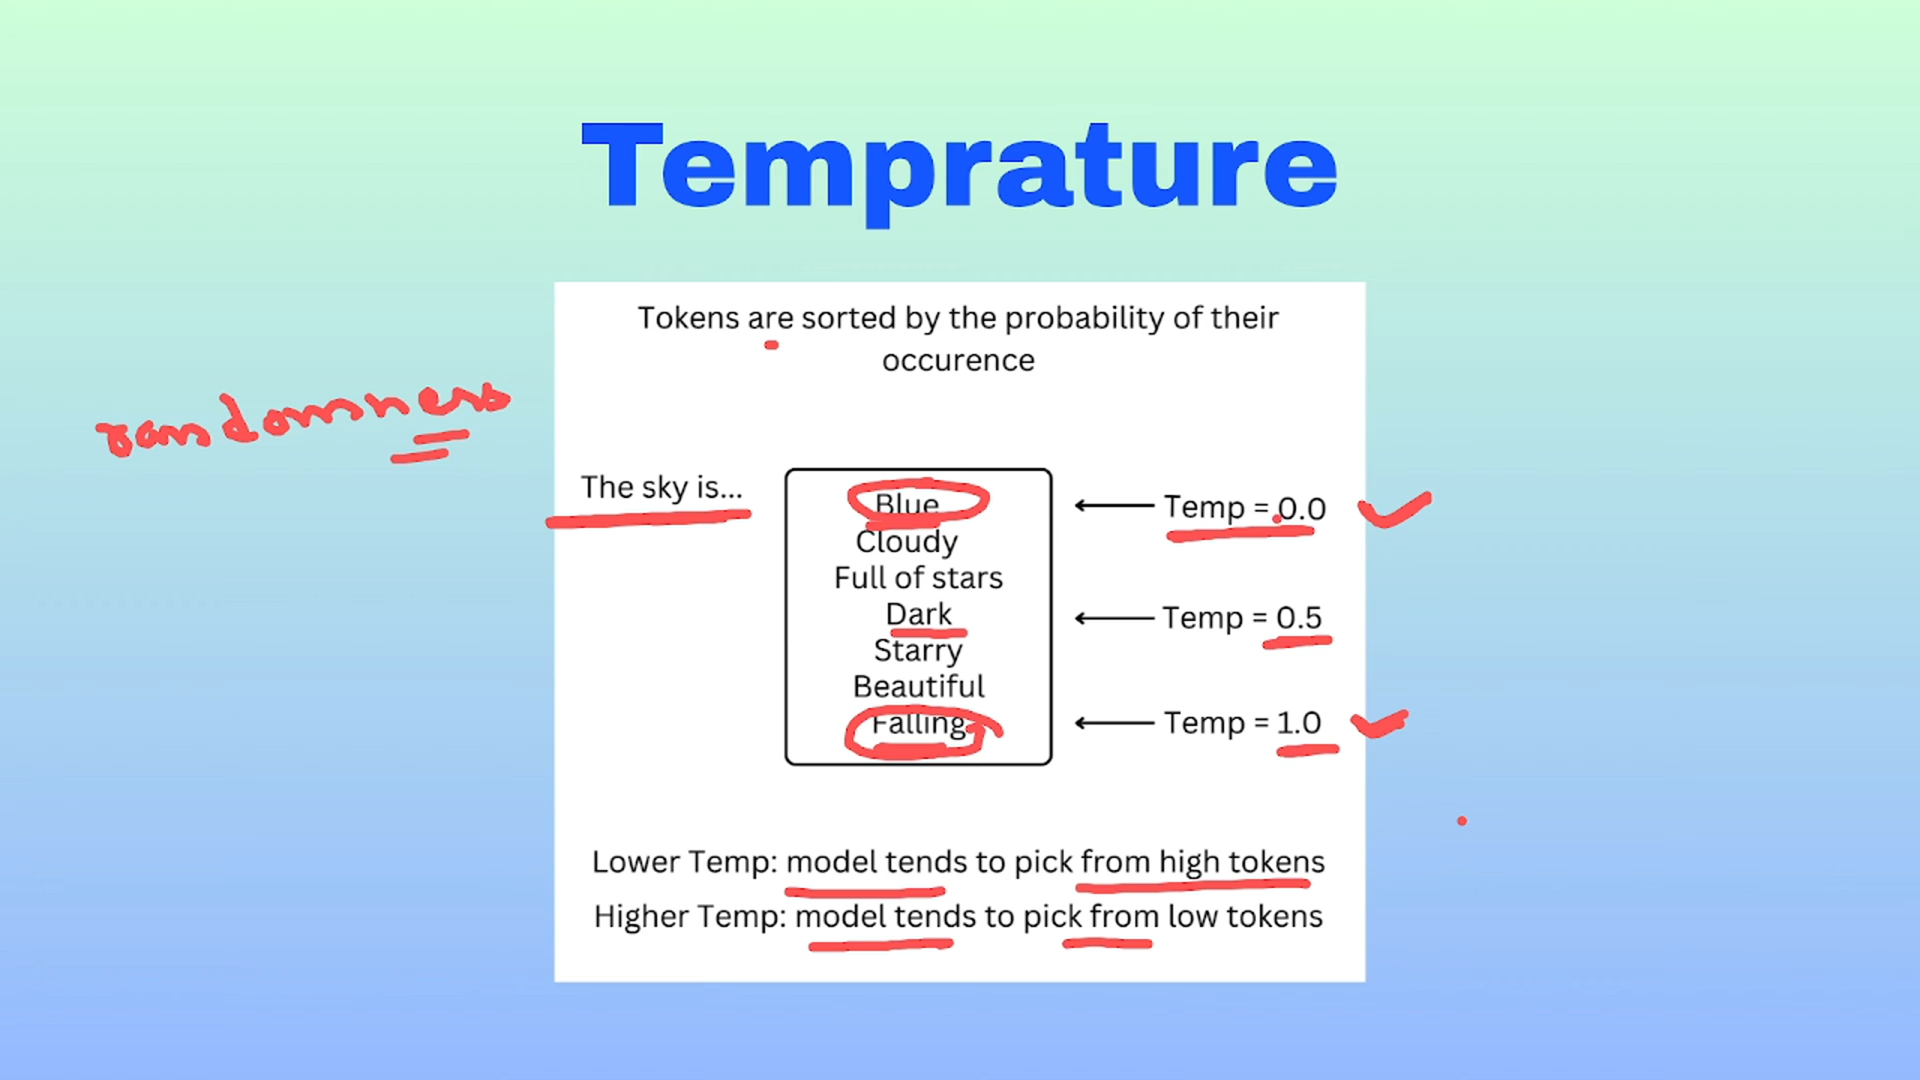 Temprature
Tokens are sorted by the probability of their
occurence
randomness
The sky is...
Blue
Cloudy
Full of stars
Dark
Starry
Beautiful
Falling
Temp = 0.0
Temp = 0.5
Temp = 1.0
Lower Temp: model tends to pick from high tokens
Higher Temp: model tends to pick from low tokens